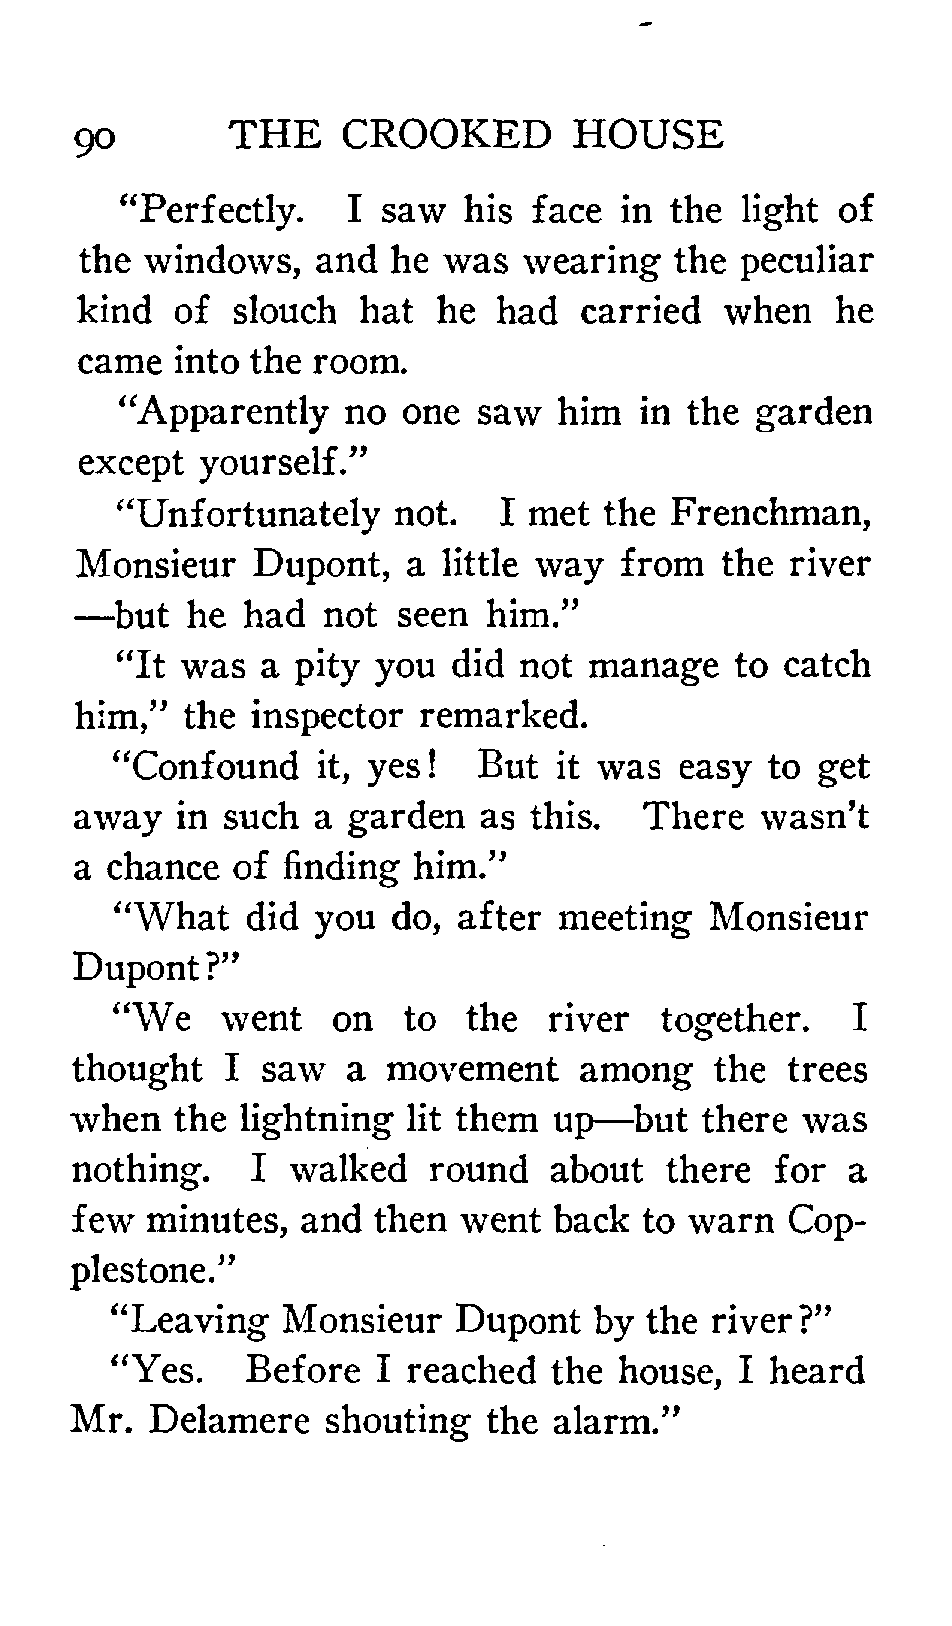 90 THE CROOKED HOUSE
"Perfectly. I saw his face in the light of
the windows, and he was wearing the peculiar
kind of slouch hat he had carried when he
came into the room.
"Apparently no one saw him in the garden
except yourself."
"Unfortunately not. I met the Frenchman,
Monsieur Dupont, a little way from the river
—but he had not seen him."
"It was a pity you did not manage to catch
him," the inspector remarked.
"Confound it, yes! But it was easy to get
away in such a garden as this. There wasn't
a chance of finding him."
"What did you do, after meeting Monsieur
Dupont?"
"We went on to the river together. I
thought I saw a movement among the trees
when the lightning lit them up—but there was
nothing. I walked round about there for a
few minutes, and then went back to warn Cop-
plestone."
"Leaving Monsieur Dupont by the river?"
"Yes. Before I reached the house, I heard
Mr. Delamere shouting the alarm."